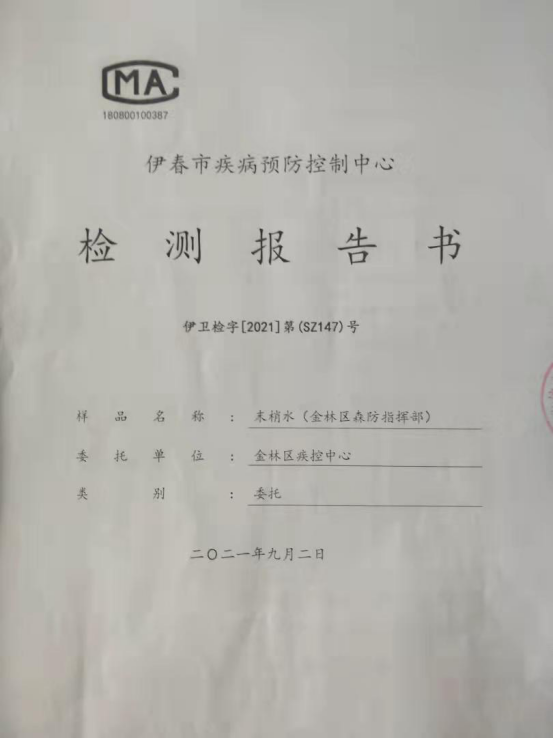 CMA
180800100387
伊春市疾病预防控制中心
检测报告书
伊卫检字[2021]第(SZ147)号
样品名称：末梢水（金林区森防指挥部）
委托单位：金林区疾控中心
类别：委托
二〇二一年九月二日